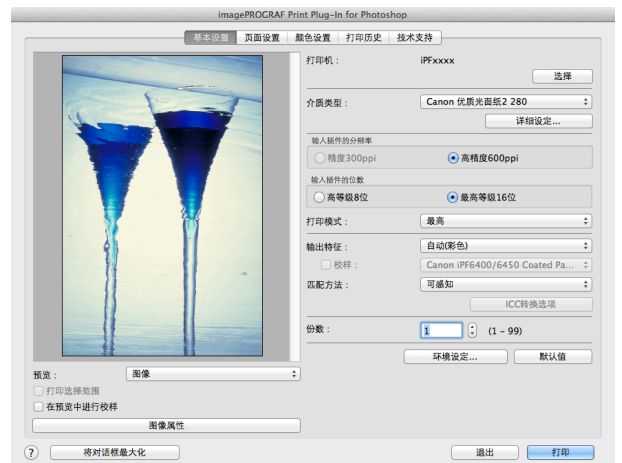 imagePROGRAF Print Plug-In for Photoshop
基本设置 页面设置 颜色设置 打印历史 技术支持
打印机： iPFxxxx
选择
介质类型： Canon 优质光面纸2 280
详细设定...
输入插件的分辨率
精度300ppi 高精度600ppi
输入插件的位数
高等级8位 最高等级16位
打印模式： 最高
输出特征： 自动(彩色)
校样： Canon iPF6400/6450 Coated Pa...
匹配方法： 可感知
ICC转换选项
份数： 1 (1 – 99)
环境设定... 默认值
预览： 图像
打印选择范围
在预览中进行校样
图像属性
? 将对话框最大化 退出 打印